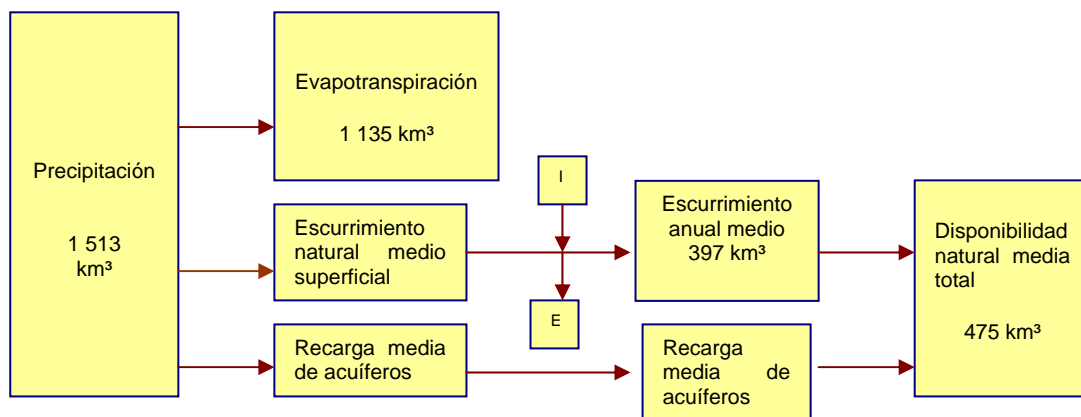 Precipitación
1 513
km³
Evapotranspiración
1 135 km³
Escurrimiento
natural medio
superficial
Recarga media
de acuíferos
I
E
Escurrimiento
anual medio
397 km³
Recarga
media de
acuíferos
Disponibilidad
natural media
total
475 km³